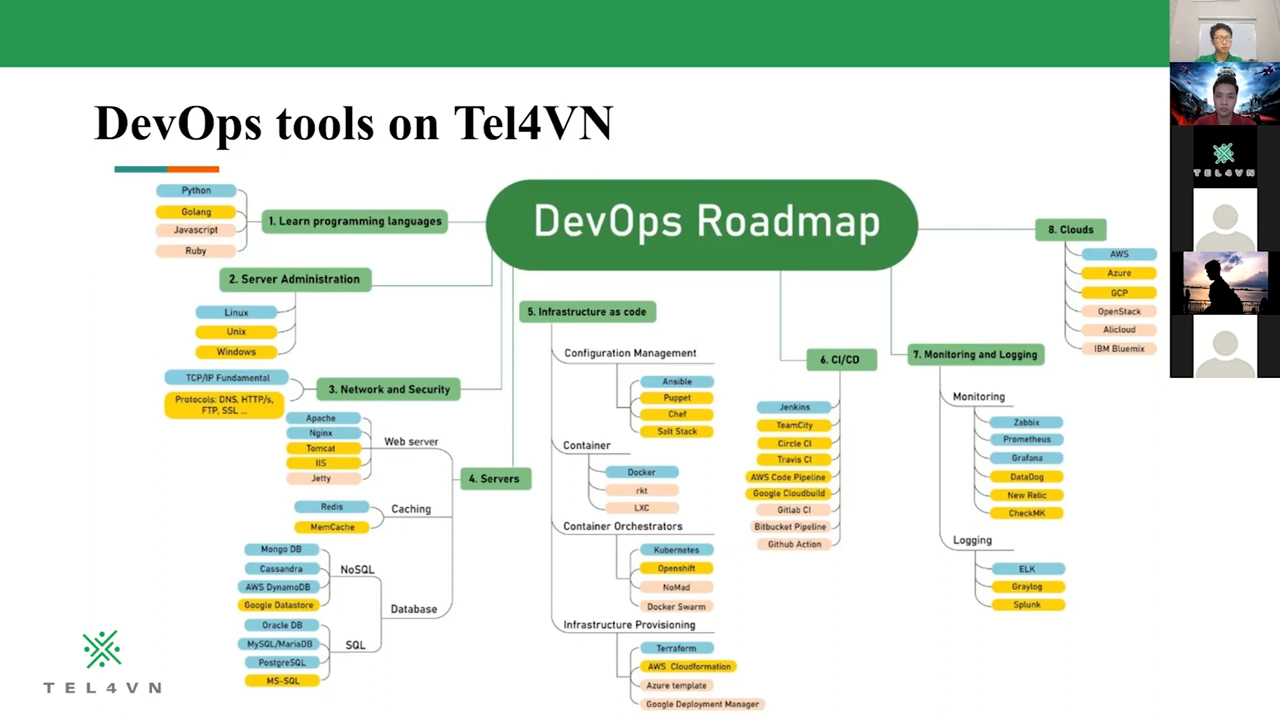 DevOps tools on Tel4VN
DevOps Roadmap
1. Learn programming languages
Python
Golang
Javascript
Ruby
2. Server Administration
Linux
Unix
Windows
3. Network and Security
TCP/IP Fundamental
Protocols: DNS, HTTP/s,
FTP, SSL ...
4. Servers
Web server
Apache
Nginx
Tomcat
IIS
Jetty
Caching
Redis
MemCache
Database
NoSQL
Mongo DB
Cassandra
AWS DynamoDB
Google Datastore
SQL
Oracle DB
MySQL/MariaDB
PostgreSQL
MS-SQL
5. Infrastructure as code
Configuration Management
Ansible
Puppet
Chef
Salt Stack
Container
Docker
rkt
LXC
Container Orchestrators
Kubernetes
Openshift
NoMad
Docker Swarm
Infrastructure Provisioning
Terraform
AWS Cloudformation
Azure template
Google Deployment Manager
6. CI/CD
Jenkins
TeamCity
Circle CI
Travis CI
AWS Code Pipeline
Google Cloudbuild
Gitlab CI
Bitbucket Pipeline
Github Action
7. Monitoring and Logging
Monitoring
Zabbix
Prometheus
Grafana
DataDog
New Relic
CheckMK
Logging
ELK
Graylog
Splunk
8. Clouds
AWS
Azure
GCP
OpenStack
Alicloud
IBM Bluemix
TEL4VN
TEL4VN